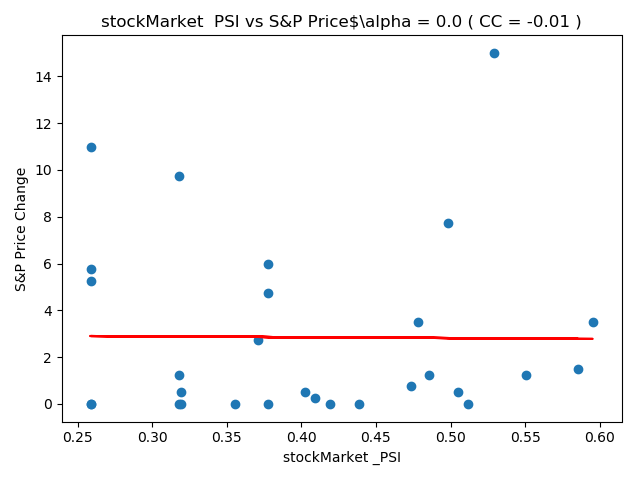 stockMarket  PSI vs S&P Price$\alpha = 0.0 ( CC = -0.01 )
14
12
10
8
6
4
2
0
S&P Price Change
0.25 0.30 0.35 0.40 0.45 0.50 0.55 0.60
stockMarket _PSI